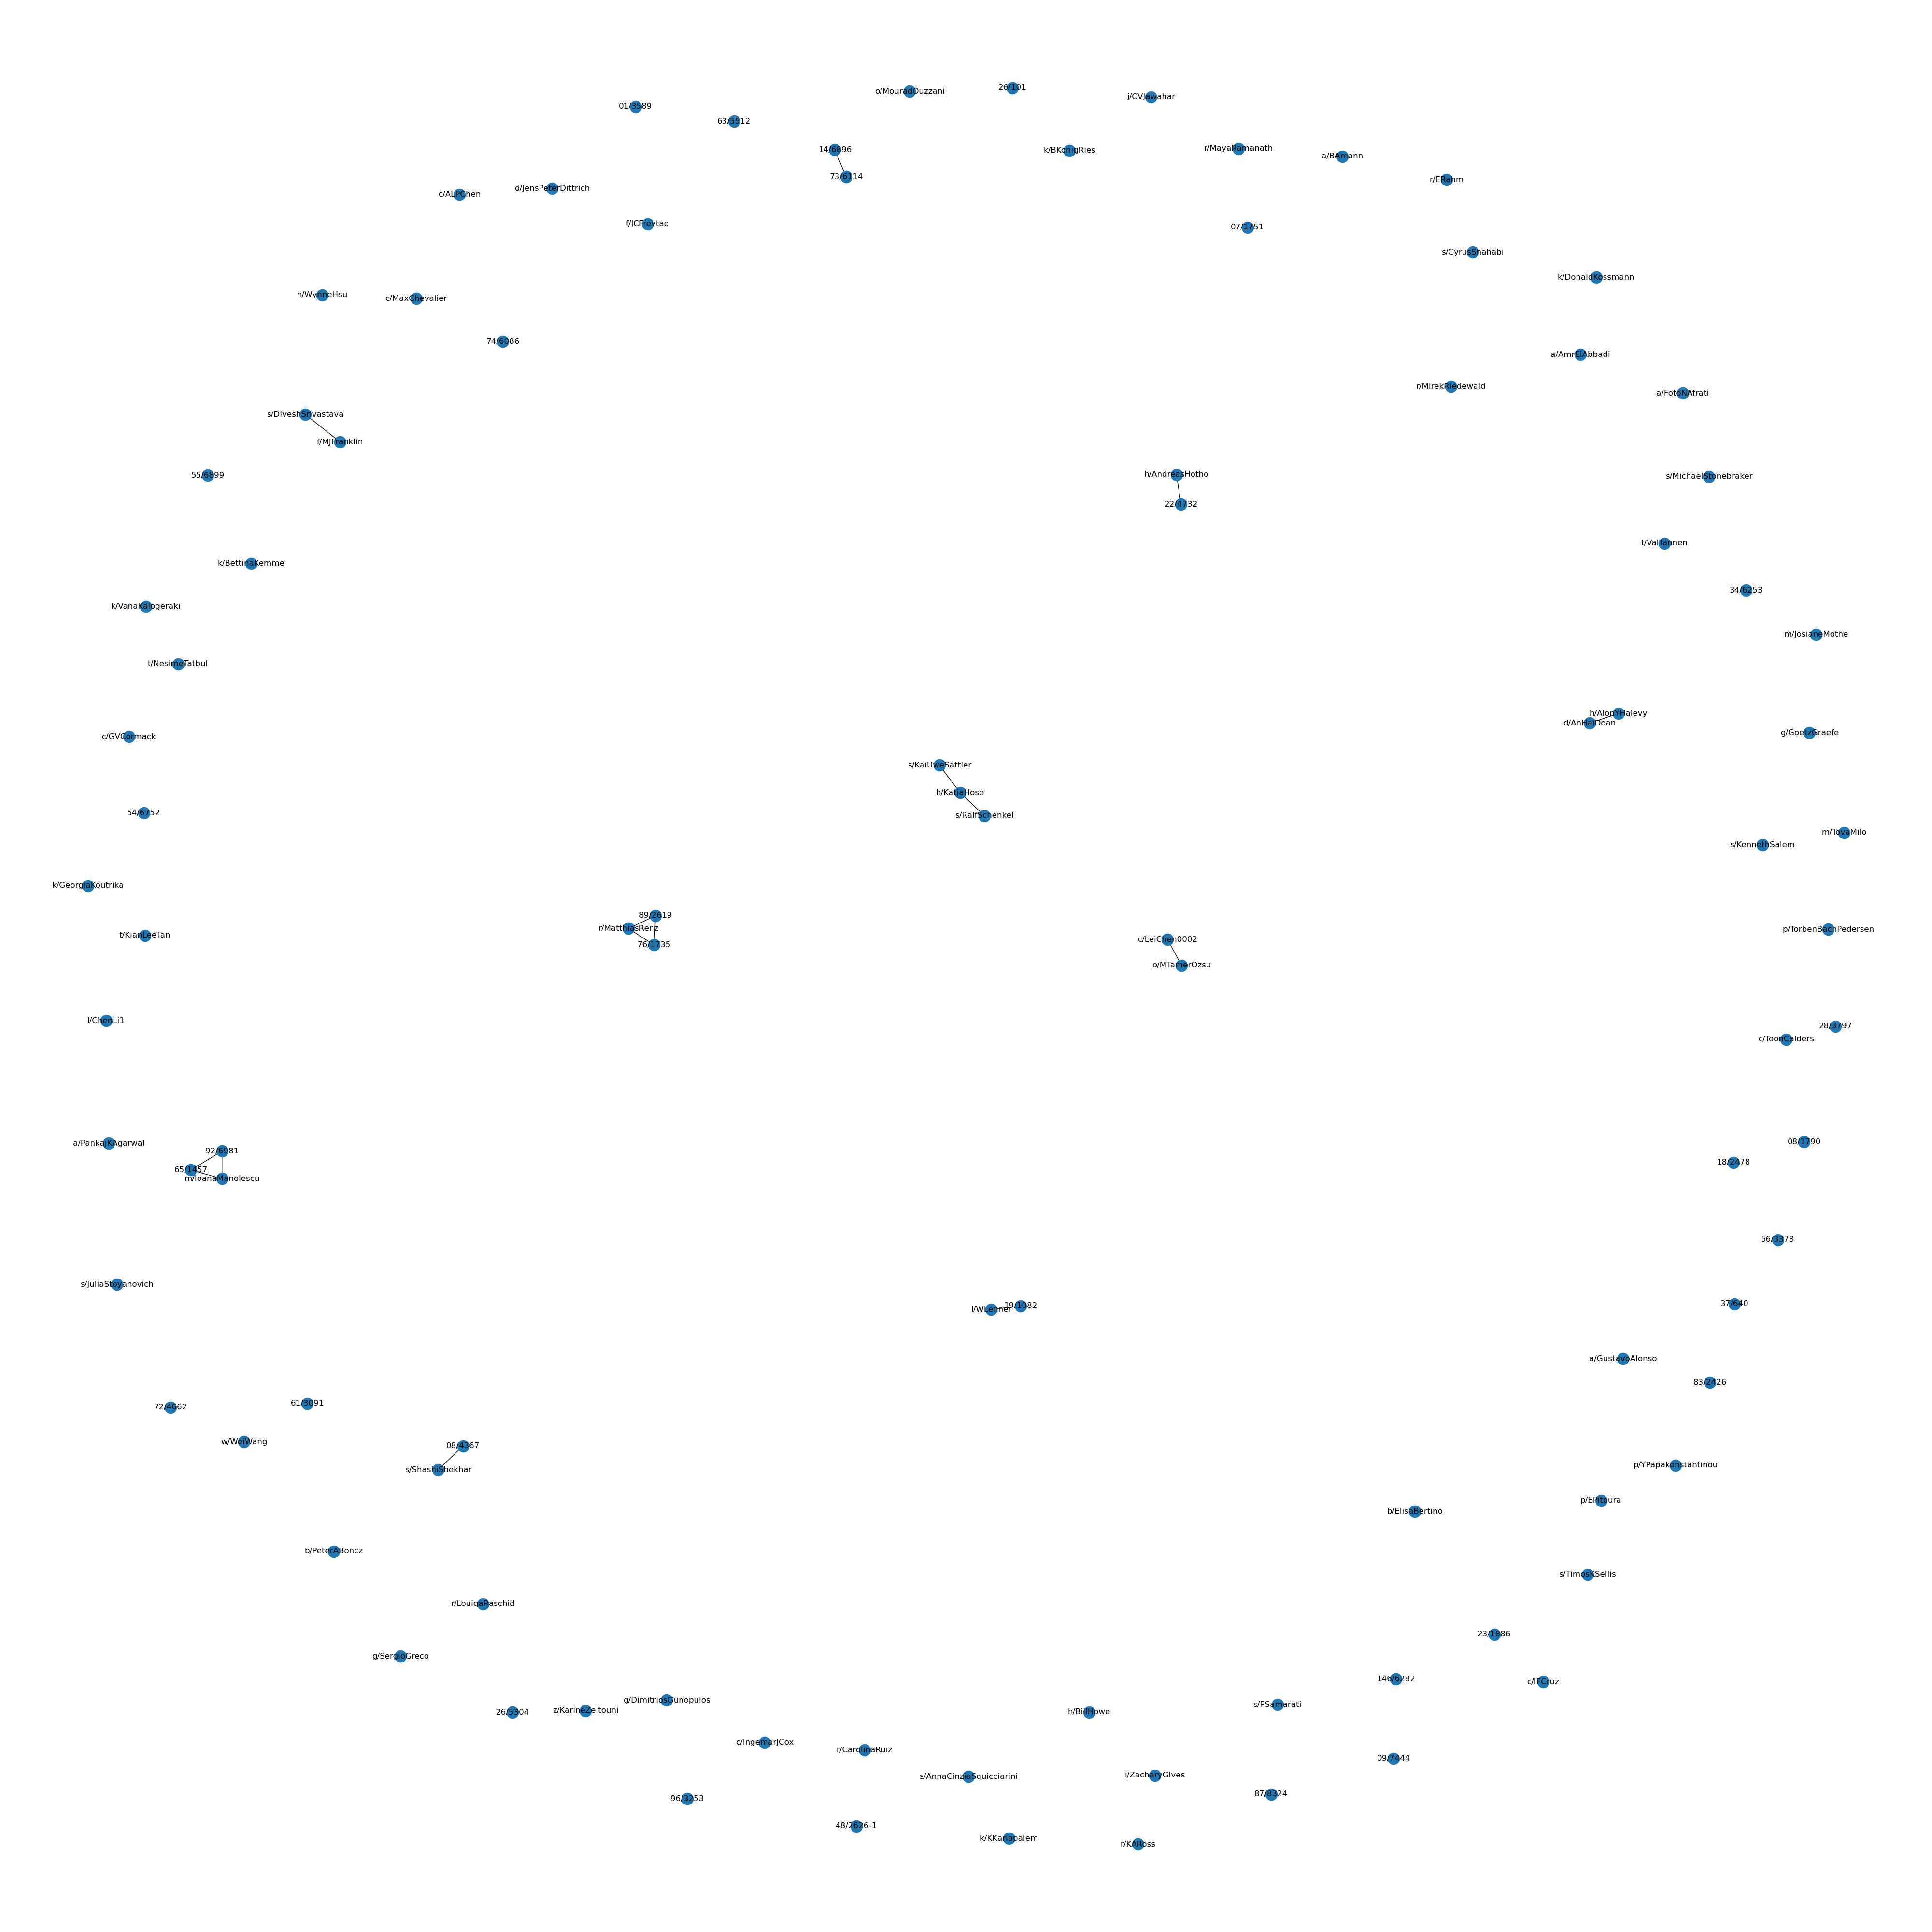 o/MouradOuzzani
26/101
j/CVJawahar
01/3589
63/5512
14/6896
k/BKonigRies
r/MayaRamanath
a/BAmann
73/6114
r/ERahm
d/JensPeterDittrich
c/ALPChen
f/JCFreytag
07/1751
s/CyrusShahabi
k/DonaldKossmann
h/WynneHsu
c/MaxChevalier
74/6086
a/AmrElAbbadi
r/MirekRiedewald
a/FotoNAfrati
s/DiveshSrivastava
f/MJFranklin
55/6899
h/AndreasHotho
s/MichaelStonebraker
22/4732
t/ValTannen
k/BettinaKemme
34/6253
k/VanaKalogeraki
m/JosianeMothe
t/NesimeTatbul
h/AlonYHalevy
d/AnHaiDoan
g/GoetzGraefe
c/GVCormack
s/KaiUweSattler
h/KatjaHose
54/6752
s/RalfSchenkel
m/TovaMilo
s/KennethSalem
k/GeorgiaKoutrika
89/2619
r/MatthiasRenz
p/TorbenBachPedersen
t/KianLeeTan
76/1735
c/LeiChen0002
o/MTamerOzsu
l/ChenLi1
28/3797
c/ToonCalders
a/PankajKAgarwal
08/1790
92/6981
18/2478
65/1457
m/IoanaManolescu
56/3378
s/JuliaStoyanovich
37/640
19/1082
l/WLehner
a/GustavoAlonso
83/2426
61/3091
72/4662
w/WeiWang
08/4367
s/ShashiShekhar
p/YPapakonstantinou
p/EPitoura
b/ElisaBertino
b/PeterABoncz
s/TimosKSellis
r/LouiqaRaschid
23/1886
g/SergioGreco
146/6282
c/IFCruz
g/DimitriosGunopulos
s/PSamarati
26/5304
z/KarineZeitouni
h/BillHowe
c/IngemarJCox
r/CarolinaRuiz
09/7444
s/AnnaCinziaSquicciarini
i/ZacharyGIves
87/8324
96/3253
48/2626-1
k/KKarlapalem
r/KARoss